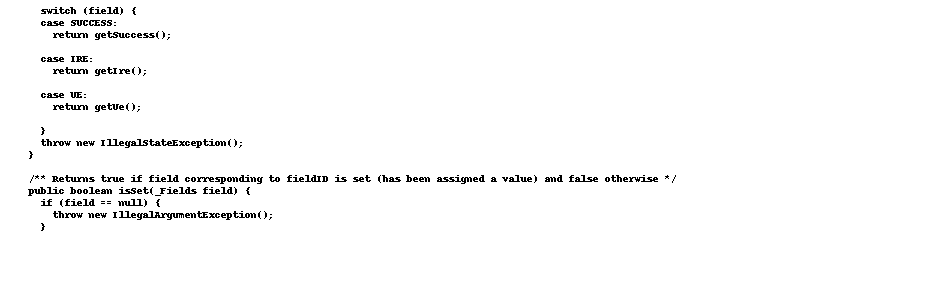 switch (field) {
case SUCCESS:
return getSuccess();
case IRE:
return getIre();
case UE:
return getUe();
}
throw new IllegalStateException();
}
/** Returns true if field corresponding to fieldID is set (has been assigned a value) and false otherwise */
public boolean isSet(_Fields field) {
if (field == null) {
throw new IllegalArgumentException();
}